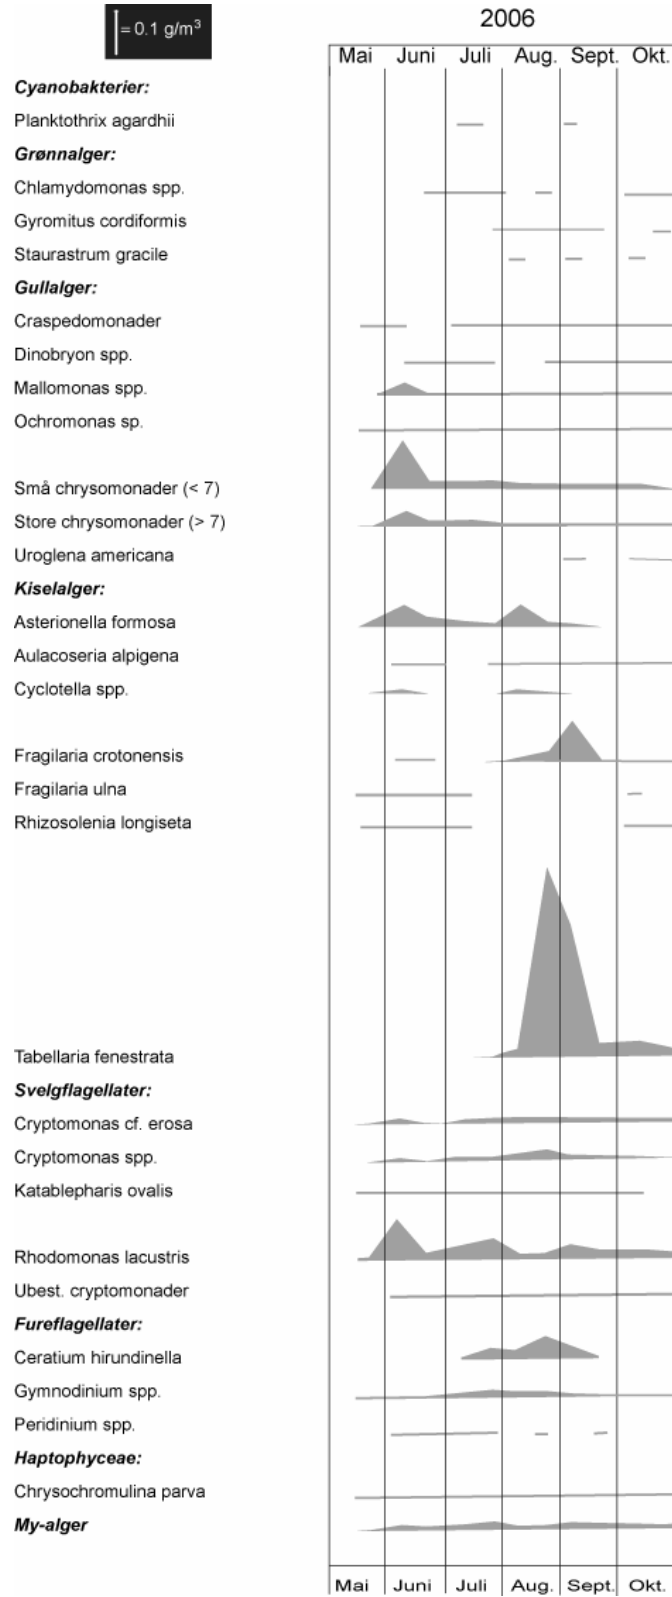 = 0.1 g/m³
2006
Mai Juni Juli Aug. Sept. Okt.
Cyanobakterier:
Planktothrix agardhii
Grønnalger:
Chlamydomonas spp.
Gyromitus cordiformis
Staurastrum gracile
Gullalger:
Craspedomonader
Dinobryon spp.
Mallomonas spp.
Ochromonas sp.
Små chrysomonader (< 7)
Store chrysomonader (> 7)
Uroglena americana
Kiselalger:
Asterionella formosa
Aulacoseria alpigena
Cyclotella spp.
Fragilaria crotonensis
Fragilaria ulna
Rhizosolenia longiseta
Tabellaria fenestrata
Svelgflagellater:
Cryptomonas cf. erosa
Cryptomonas spp.
Katablepharis ovalis
Rhodomonas lacustris
Ubest. cryptomonader
Fureflagellater:
Ceratium hirundinella
Gymnodinium spp.
Peridinium spp.
Haptophyceae:
Chrysochromulina parva
My-alger
Mai Juni Juli Aug. Sept. Okt.